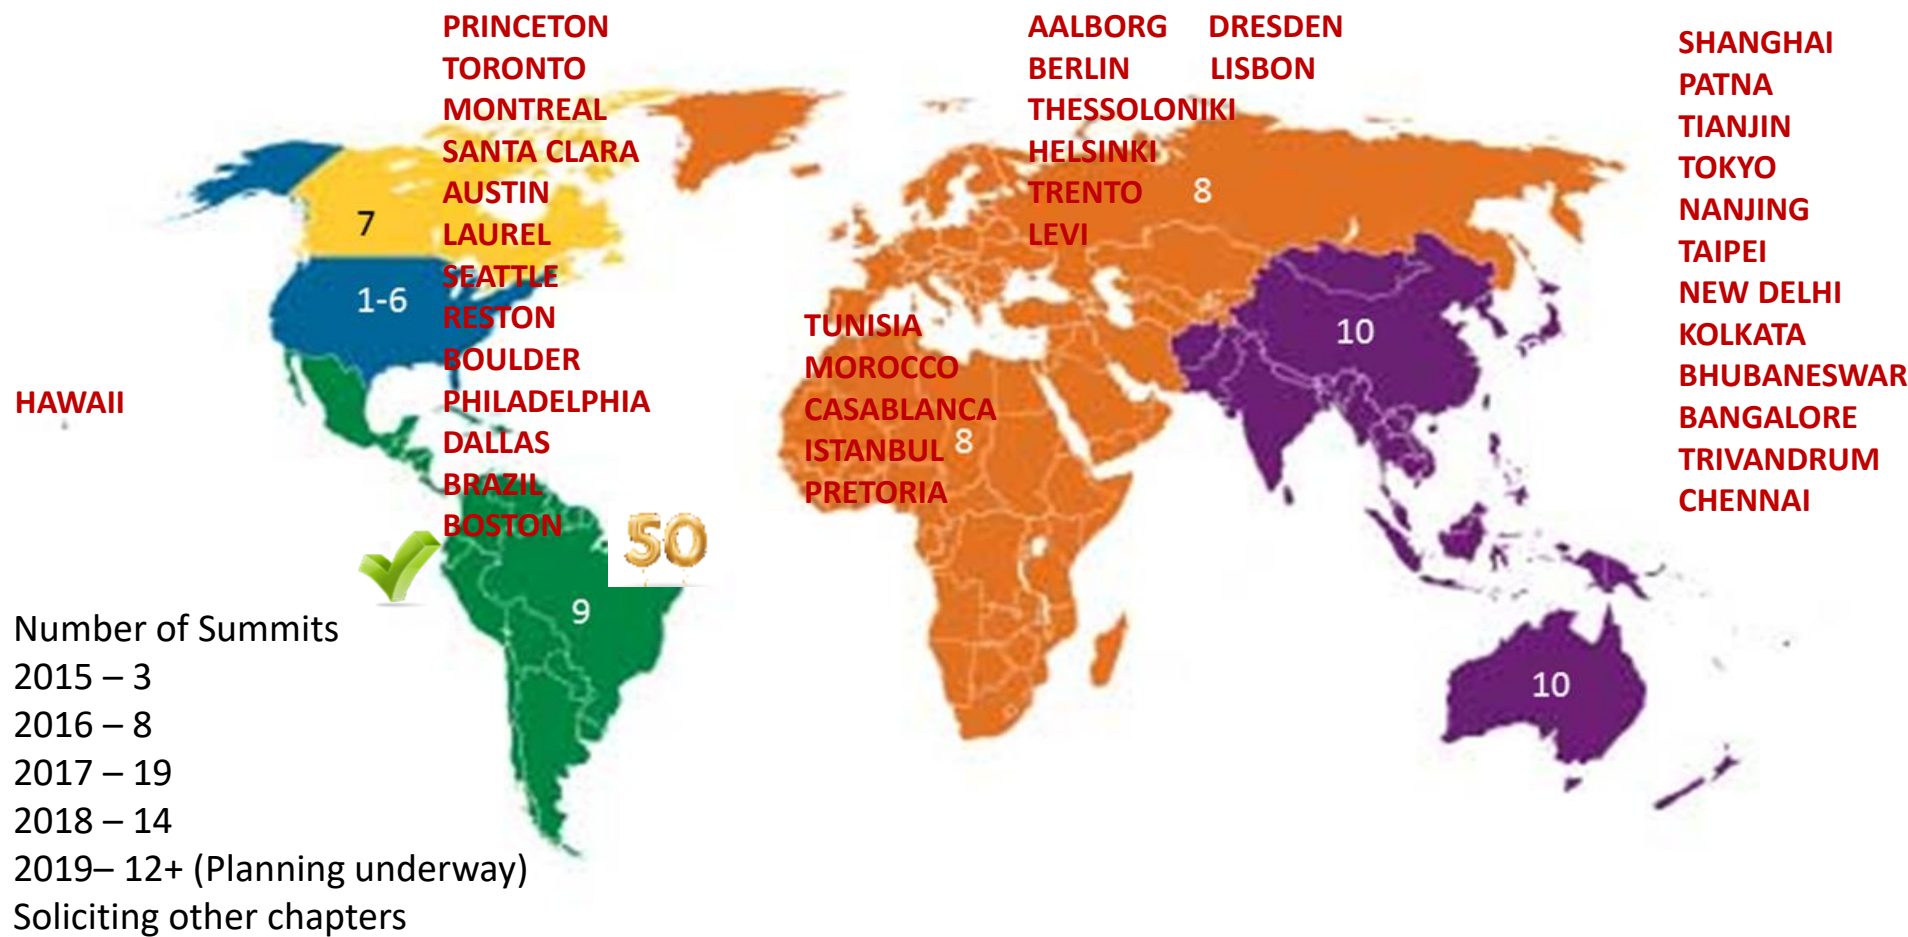 PRINCETON
TORONTO
MONTREAL
SANTA CLARA
AUSTIN
LAUREL
SEATTLE
RESTON
BOULDER
PHILADELPHIA
DALLAS
BRAZIL
BOSTON
AALBORG DRESDEN
BERLIN LISBON
THESSOLONIKI
HELSINKI
TRENTO
LEVI
SHANGHAI
PATNA
TIANJIN
TOKYO
NANJING
TAIPEI
NEW DELHI
KOLKATA
BHUBANESWAR
BANGALORE
TRIVANDRUM
CHENNAI
TUNISIA
MOROCCO
CASABLANCA
ISTANBUL
PRETORIA
HAWAII
7
1-6
8
8
10
10
9
50
Number of Summits
2015 – 3
2016 – 8
2017 – 19
2018 – 14
2019– 12+ (Planning underway)
Soliciting other chapters